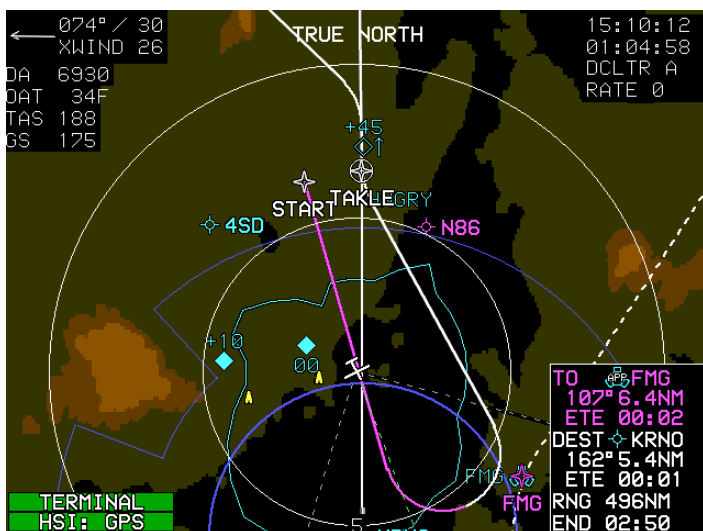 074° / 30
XWIND 26
DA 6930
OAT 34F
TAS 188
GS 175
TRUE NORTH
15:10:12
01:04:58
DCLTR A
RATE 0
+45
TAKLE
GRY
START
4SD
N86
+10
00
TO APP FMG
107° 6.4NM
ETE 00:02
DEST KRNO
162° 5.4NM
ETE 00:01
RNG 496NM
END 02:50
FMG
FMG
TERMINAL
HSI: GPS
5